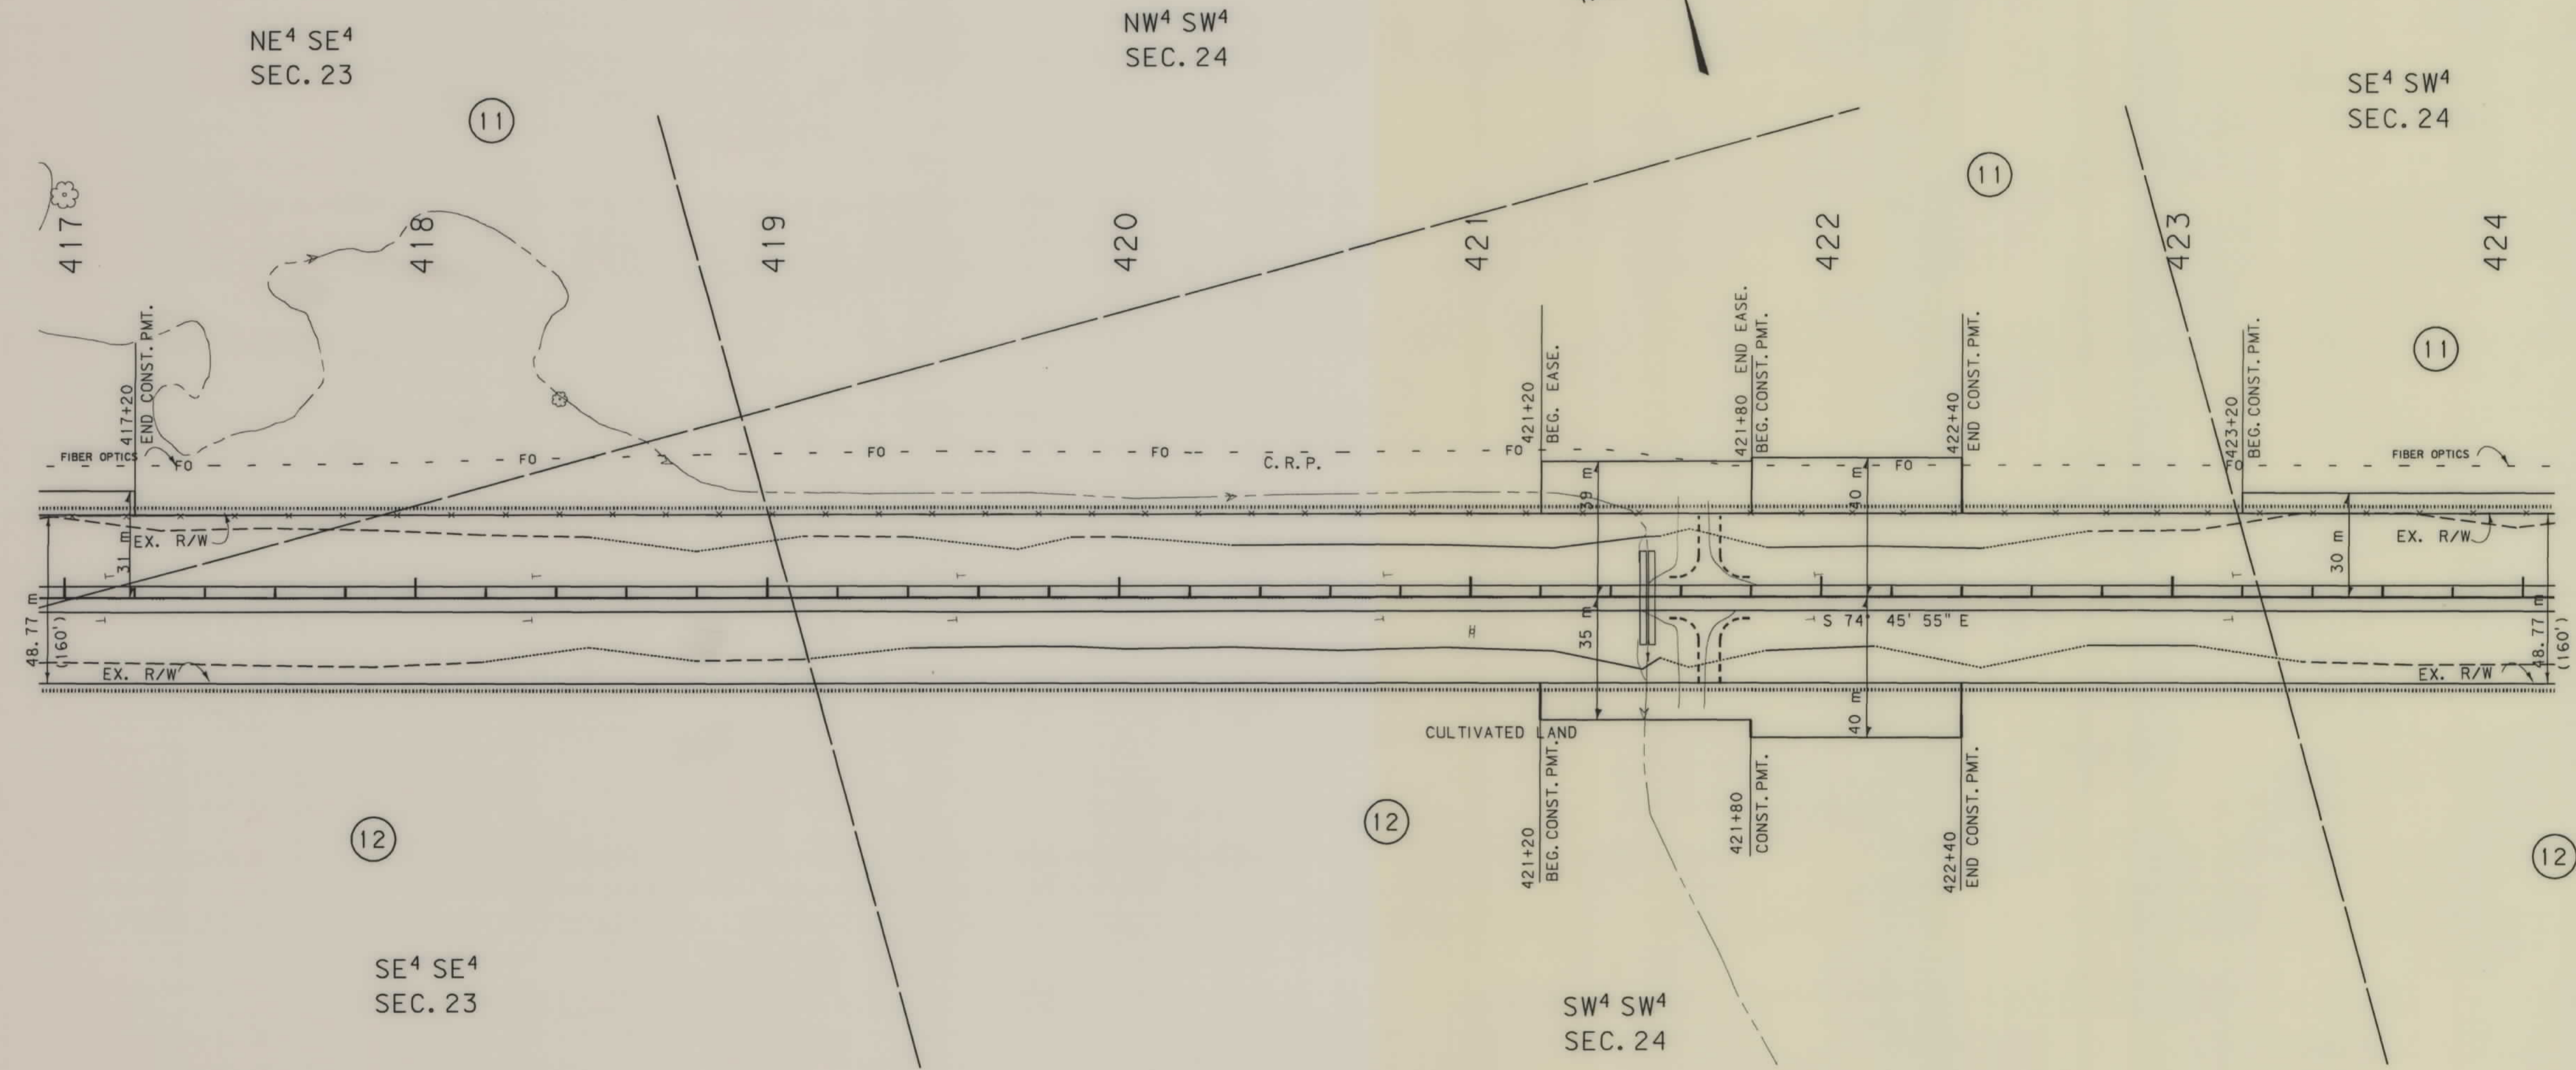 NE⁴ SE⁴
SEC. 23
NW⁴ SW⁴
SEC. 24
SE⁴ SW⁴
SEC. 24
11
11
11
417
418
419
420
421
422
423
424
417+20
END CONST. PMT.
421+20
BEG. EASE.
421+80 END EASE.
BEG. CONST. PMT.
422+40
END CONST. PMT.
423+20
BEG. CONST. PMT.
FIBER OPTICS
FO
FO
FO
FO
FO
FO
FO
C.R.P.
FIBER OPTICS
EX. R/W
31 m
39 m
40 m
30 m
EX. R/W
48.77 m
(160')
35 m
40 m
S 74° 45' 55" E
48.77 m
(160')
EX. R/W
EX. R/W
CULTIVATED LAND
421+20
BEG. CONST. PMT.
421+80
CONST. PMT.
422+40
END CONST. PMT.
12
12
12
SE⁴ SE⁴
SEC. 23
SW⁴ SW⁴
SEC. 24